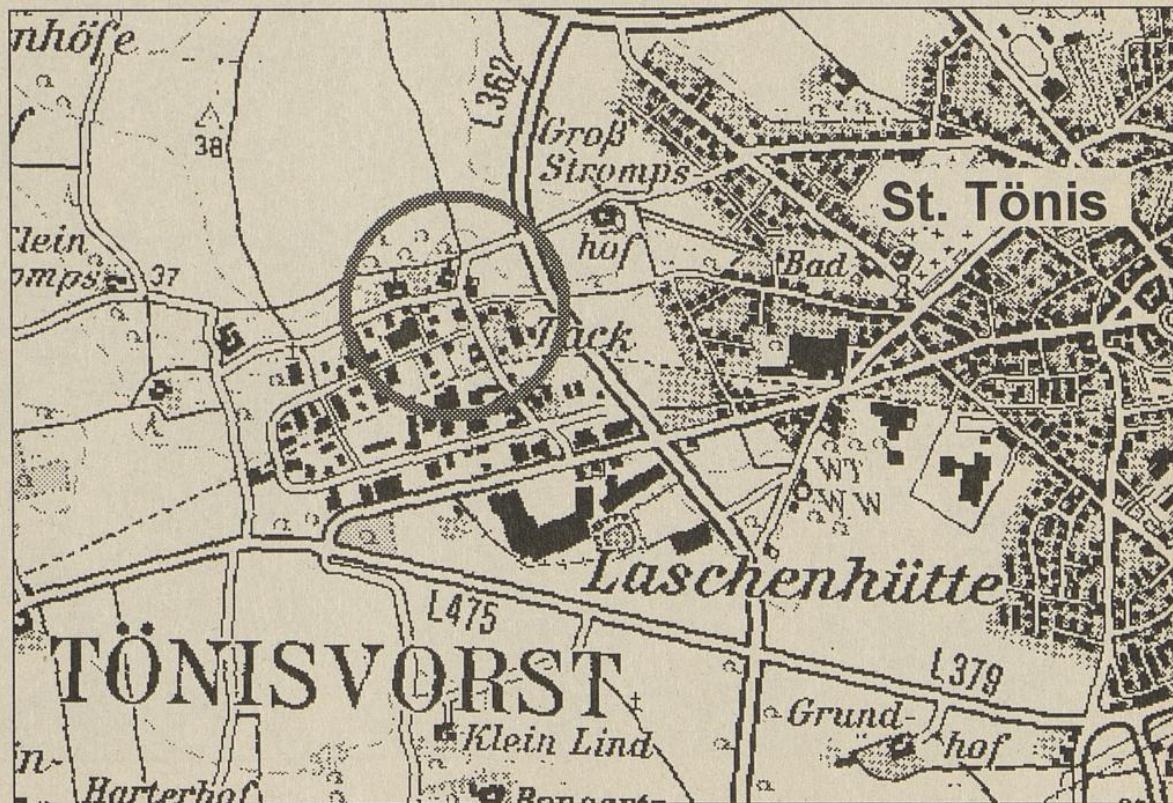 nhöfe
f
38
L362
Groß
Stromps-
hof
St. Tönis
Bad
klein
omps
37
Tack
WT
W W
Laschenhütte
L475
TÖNISVORST
L379
Grund-
hof
Klein Lind
n-
Harterhof